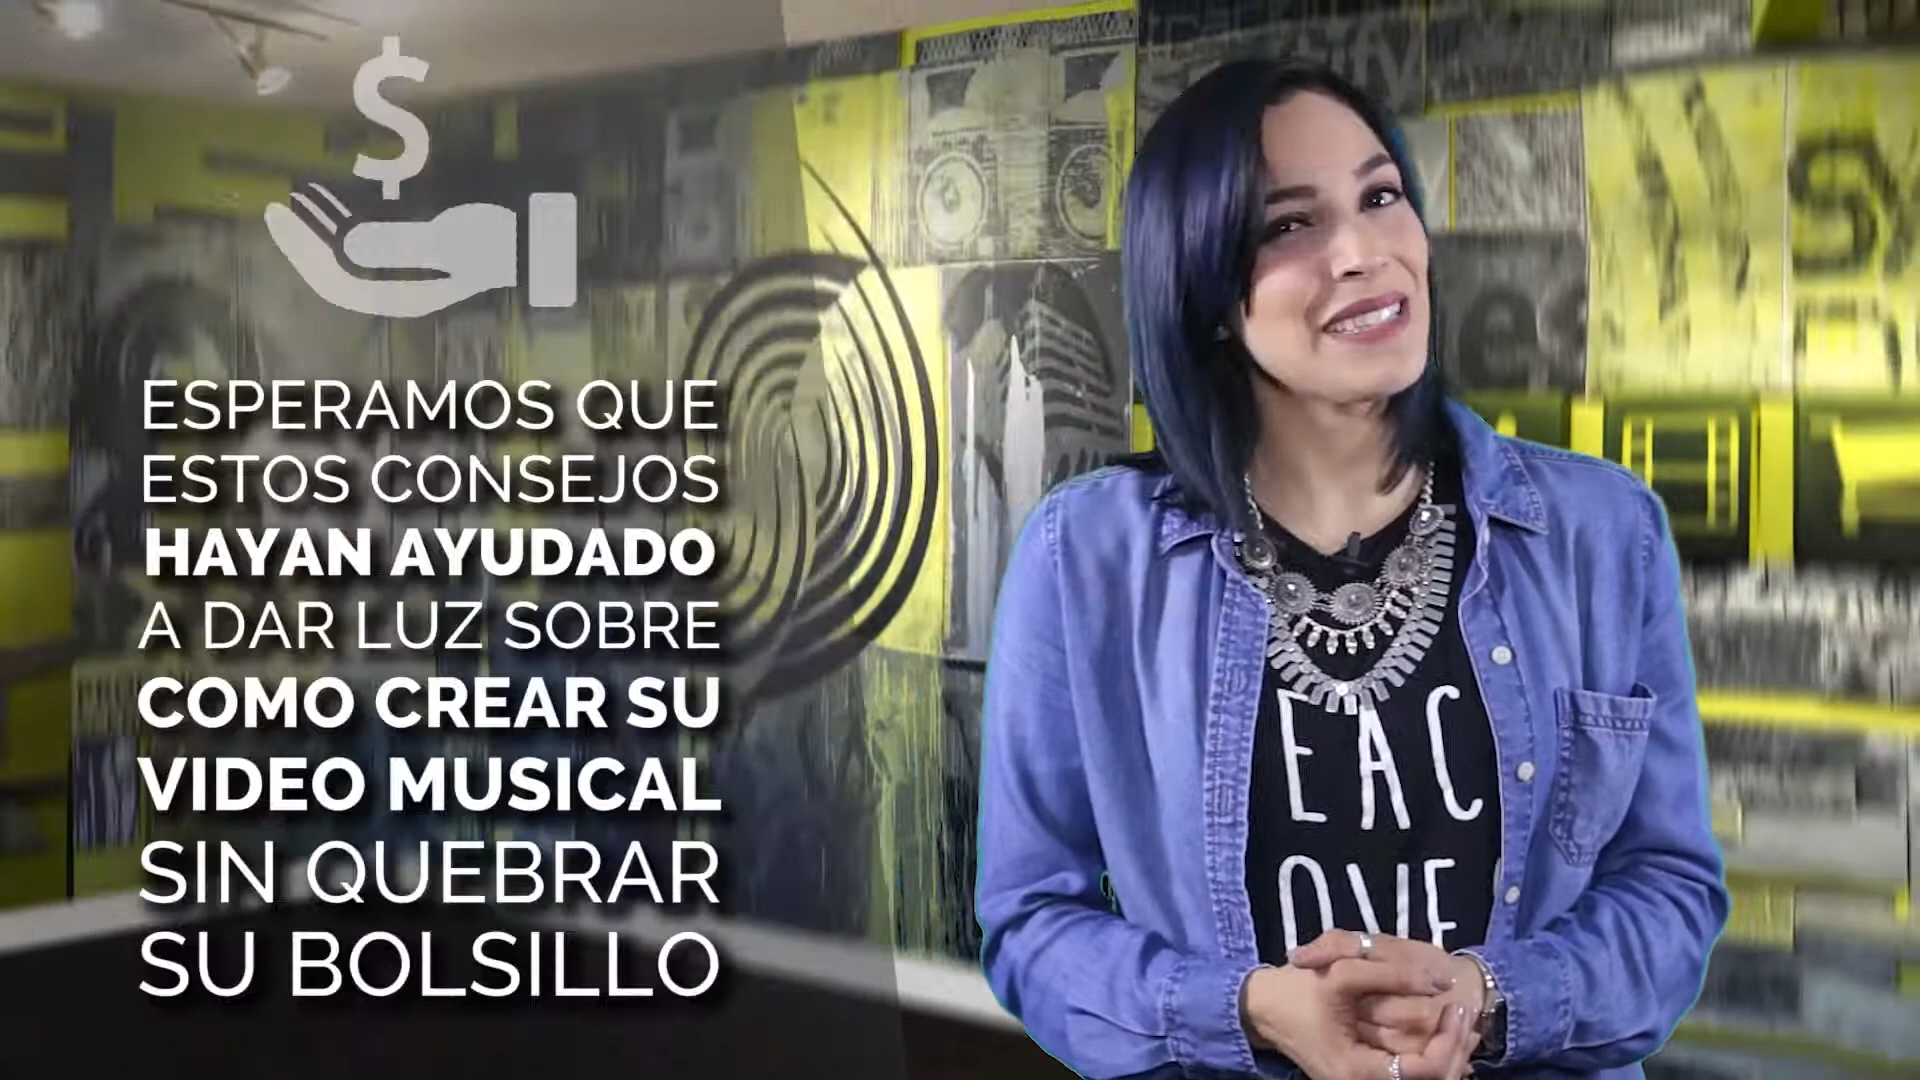 $
ESPERAMOS QUE
ESTOS CONSEJOS
HAYAN AYUDADO
A DAR LUZ SOBRE
COMO CREAR SU
VIDEO MUSICAL
SIN QUEBRAR
SU BOLSILLO
EAC
OVE